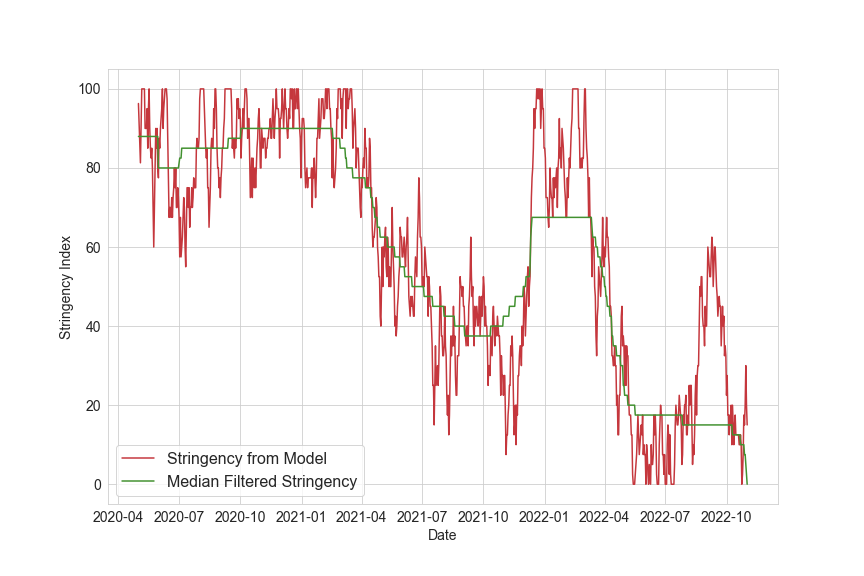 100
80
60
40
20
0
Stringency Index
Stringency from Model
Median Filtered Stringency
2020-04 2020-07 2020-10 2021-01 2021-04 2021-07 2021-10 2022-01 2022-04 2022-07 2022-10
Date